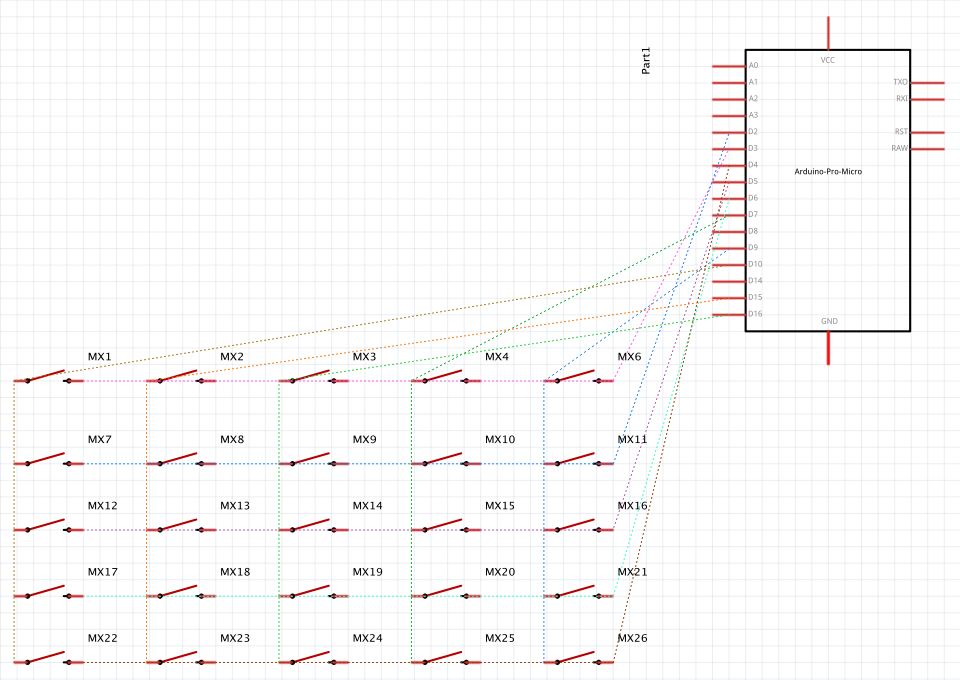 Part1
VCC
A0
A1
A2
A3
D2
D3
D4
D5
D6
D7
D8
D9
D10
D14
D15
D16
TXO
RXI
RST
RAW
Arduino-Pro-Micro
GND
MX1 MX2 MX3 MX4 MX6
MX7 MX8 MX9 MX10 MX11
MX12 MX13 MX14 MX15 MX16
MX17 MX18 MX19 MX20 MX21
MX22 MX23 MX24 MX25 MX26